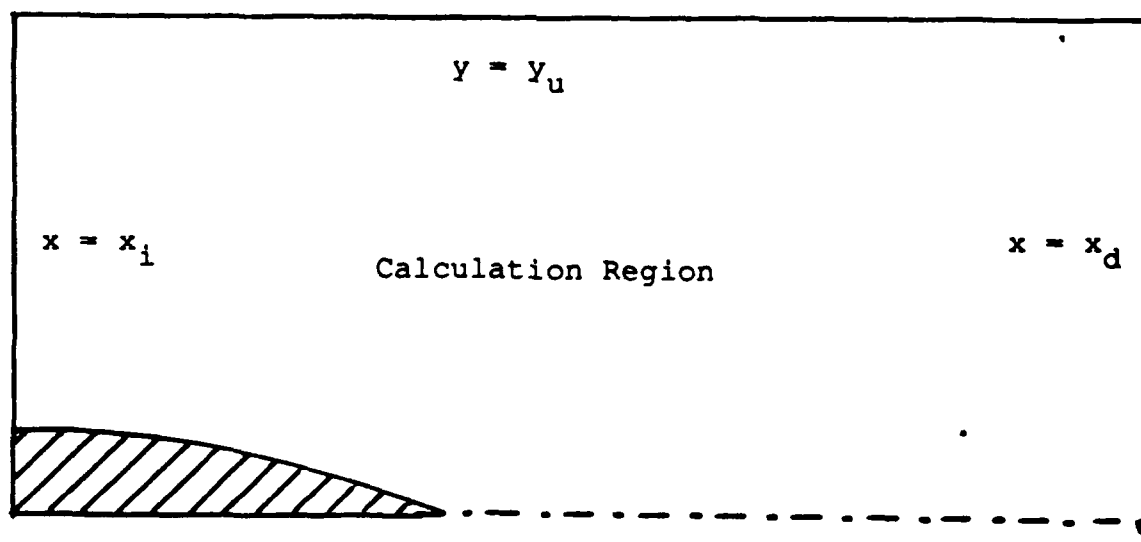 y = y_u
x = x_i
Calculation Region
x = x_d